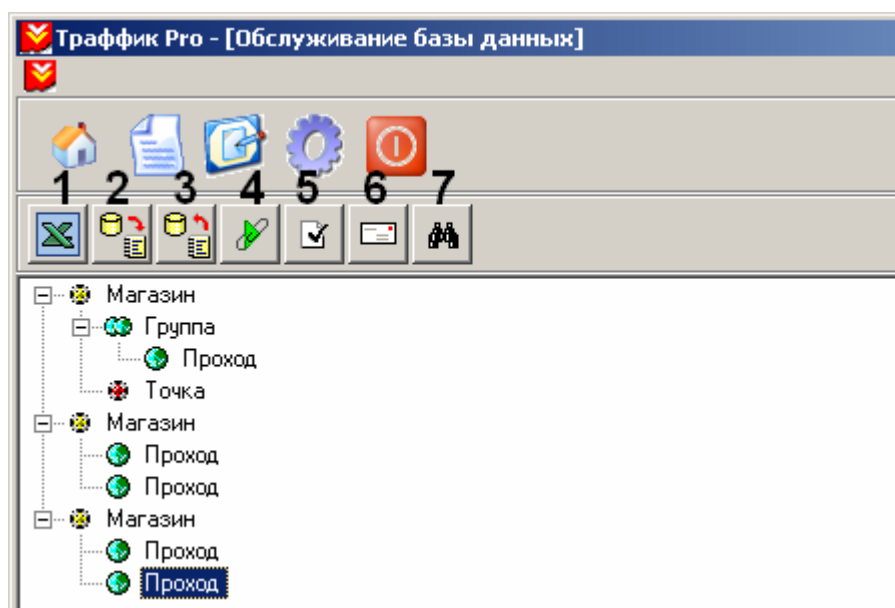 Траффик Pro - [Обслуживание базы данных]
1 2 3 4 5 6 7
Магазин
Группа
Проход
Точка
Магазин
Проход
Проход
Магазин
Проход
Проход